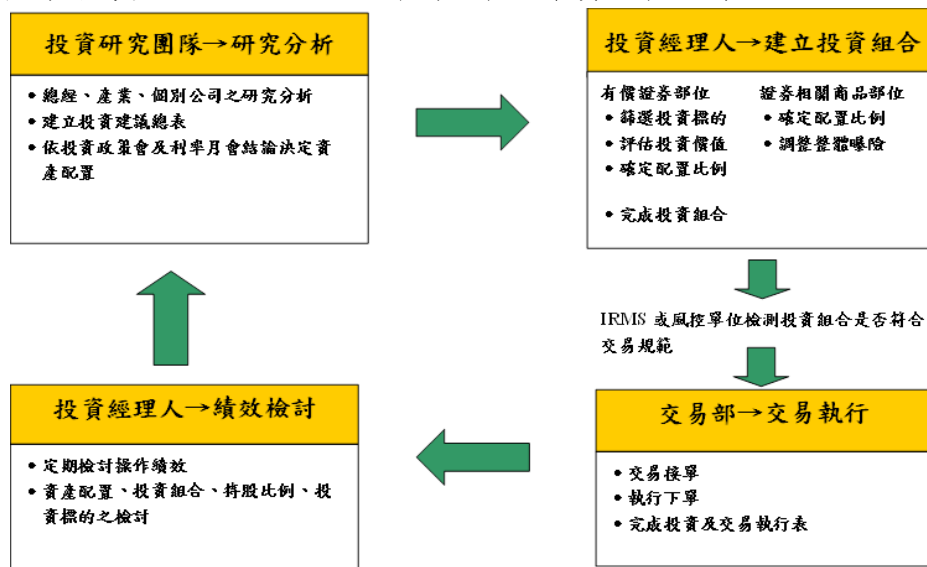 投資研究團隊→研究分析
• 總經、產業、個別公司之研究分析
• 建立投資建議總表
• 依投資政策會及利率月會結論決定資
產配置
投資經理人→建立投資組合
有價證券部位 證券相關商品部位
• 篩選投資標的 • 確定配置比例
• 評估投資價值 • 調整整體曝險
• 確定配置比例
• 完成投資組合
IRMS 或風控單位檢測投資組合是否符合
交易規範
交易部→交易執行
• 交易接單
• 執行下單
• 完成投資及交易執行表
投資經理人→績效檢討
• 定期檢討操作績效
• 資產配置、投資組合、持股比例、投
資標的之檢討